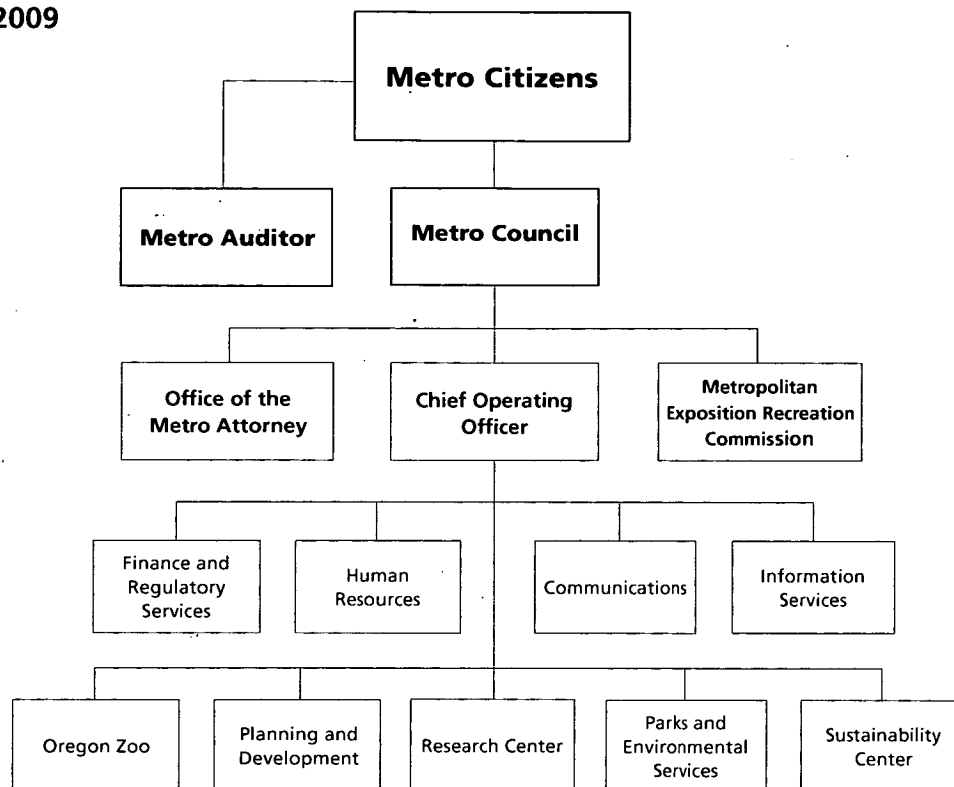 2009
Metro Citizens
Metro Auditor
Metro Council
Office of the
Metro Attorney
Chief Operating
Officer
Metropolitan
Exposition Recreation
Commission
Finance and
Regulatory
Services
Human
Resources
Communications
Information
Services
Oregon Zoo
Planning and
Development
Research Center
Parks and
Environmental
Services
Sustainability
Center